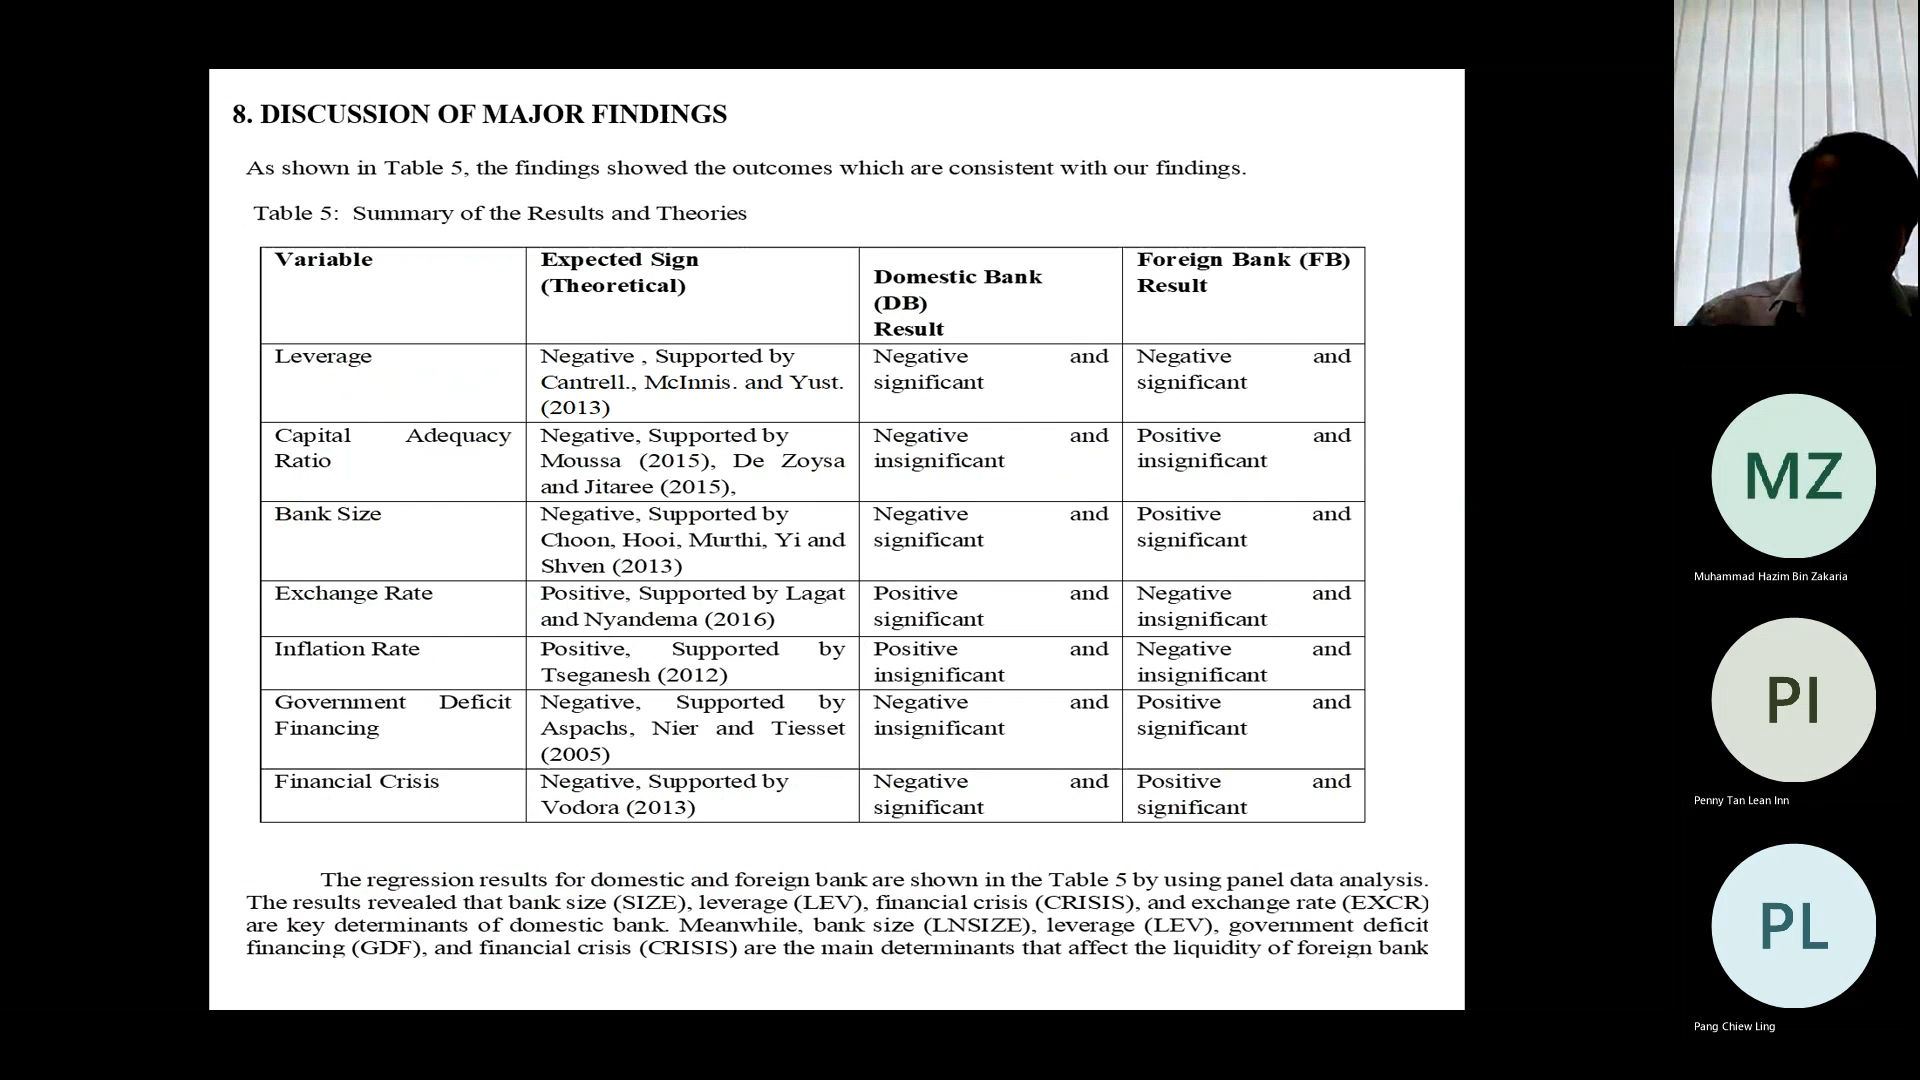 8. DISCUSSION OF MAJOR FINDINGS
As shown in Table 5, the findings showed the outcomes which are consistent with our findings.
Table 5: Summary of the Results and Theories
Variable
Expected Sign
(Theoretical)
Domestic Bank
(DB)
Result
Foreign Bank (FB)
Result
Leverage
Negative , Supported by
Cantrell., McInnis. and Yust.
(2013)
Negative and
significant
Negative and
significant
Capital Adequacy
Ratio
Negative, Supported by
Moussa (2015), De Zoysa
and Jitaree (2015),
Negative and
insignificant
Positive and
insignificant
Bank Size
Negative, Supported by
Choon, Hooi, Murthi, Yi and
Shven (2013)
Negative and
significant
Positive and
significant
Exchange Rate
Positive, Supported by Lagat
and Nyandema (2016)
Positive and
significant
Negative and
insignificant
Inflation Rate
Positive, Supported by
Tseganesh (2012)
Positive and
insignificant
Negative and
insignificant
Government Deficit
Financing
Negative, Supported by
Aspachs, Nier and Tiesset
(2005)
Negative and
insignificant
Positive and
significant
Financial Crisis
Negative, Supported by
Vodora (2013)
Negative and
significant
Positive and
significant
The regression results for domestic and foreign bank are shown in the Table 5 by using panel data analysis.
The results revealed that bank size (SIZE), leverage (LEV), financial crisis (CRISIS), and exchange rate (EXCR)
are key determinants of domestic bank. Meanwhile, bank size (LNSIZE), leverage (LEV), government deficit
financing (GDF), and financial crisis (CRISIS) are the main determinants that affect the liquidity of foreign bank
MZ
Muhammad Hazim Bin Zakaria
PI
Penny Tan Lean Inn
PL
Pang Chiew Ling